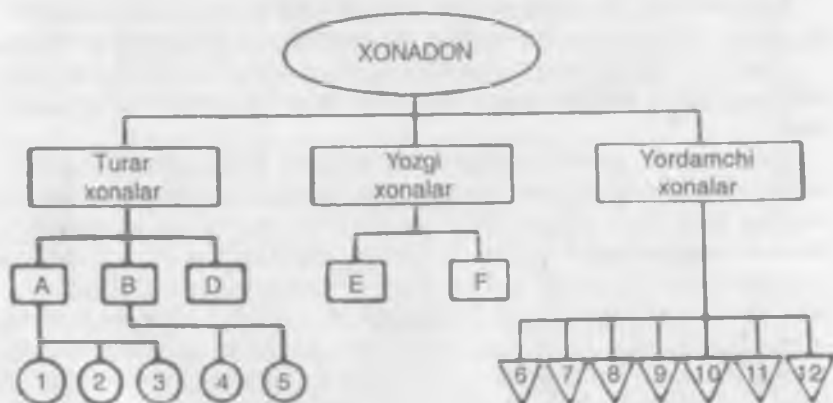 XONADON
Turar
xonalar
Yozgi
xonalar
Yordamchi
xonalar
A B D E F
1 2 3 4 5 6 7 8 9 10 11 12